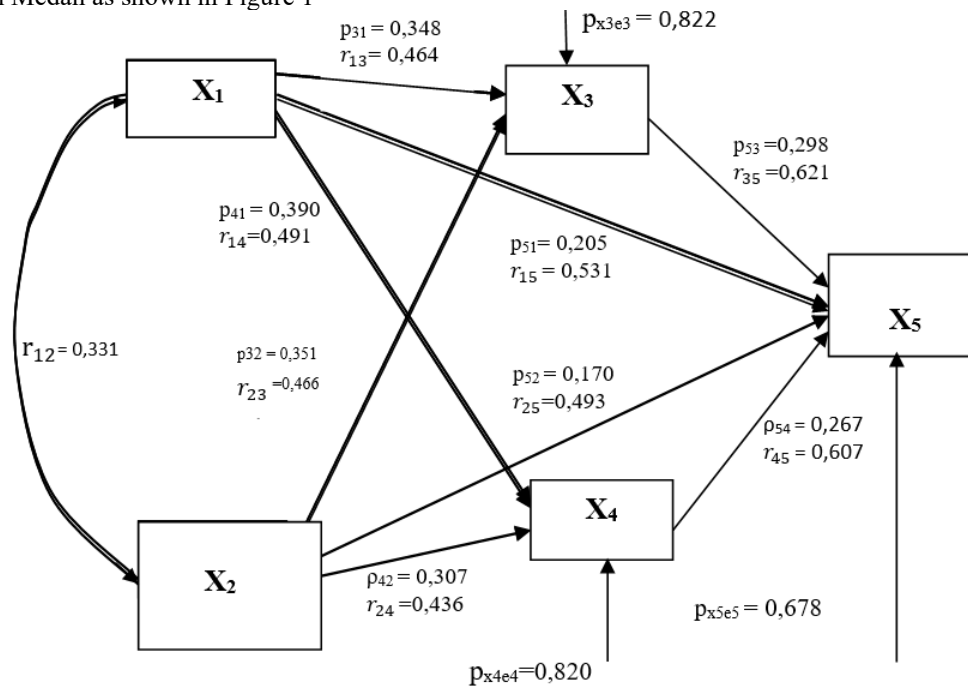 n Medan as shown in Figure 1
p31 = 0,348
r13= 0,464
px3e3 = 0,822
X1
X3
p53 =0,298
r35 =0,621
p41 = 0,390
r14=0,491
p51= 0,205
r15 = 0,531
X5
r12 = 0,331
p32 = 0,351
r23 =0,466
p52 = 0,170
r25=0,493
ρ54 = 0,267
r45 = 0,607
X4
X2
ρ42 = 0,307
r24 =0,436
px5e5 = 0,678
px4e4=0,820